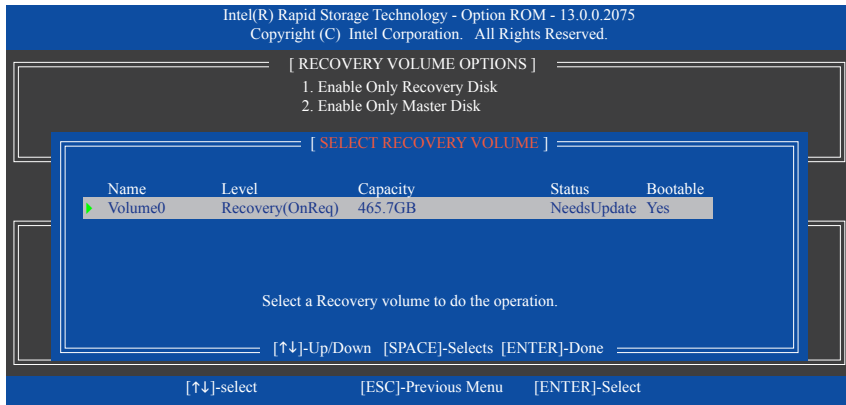 Intel(R) Rapid Storage Technology - Option ROM - 13.0.0.2075
Copyright (C) Intel Corporation. All Rights Reserved.
[ RECOVERY VOLUME OPTIONS ]
1. Enable Only Recovery Disk
2. Enable Only Master Disk
[ SELECT RECOVERY VOLUME ]
Name Level Capacity Status Bootable
Volume0 Recovery(OnReq) 465.7GB NeedsUpdate Yes
Select a Recovery volume to do the operation.
[↑↓]-Up/Down [SPACE]-Selects [ENTER]-Done
[↑↓]-select [ESC]-Previous Menu [ENTER]-Select